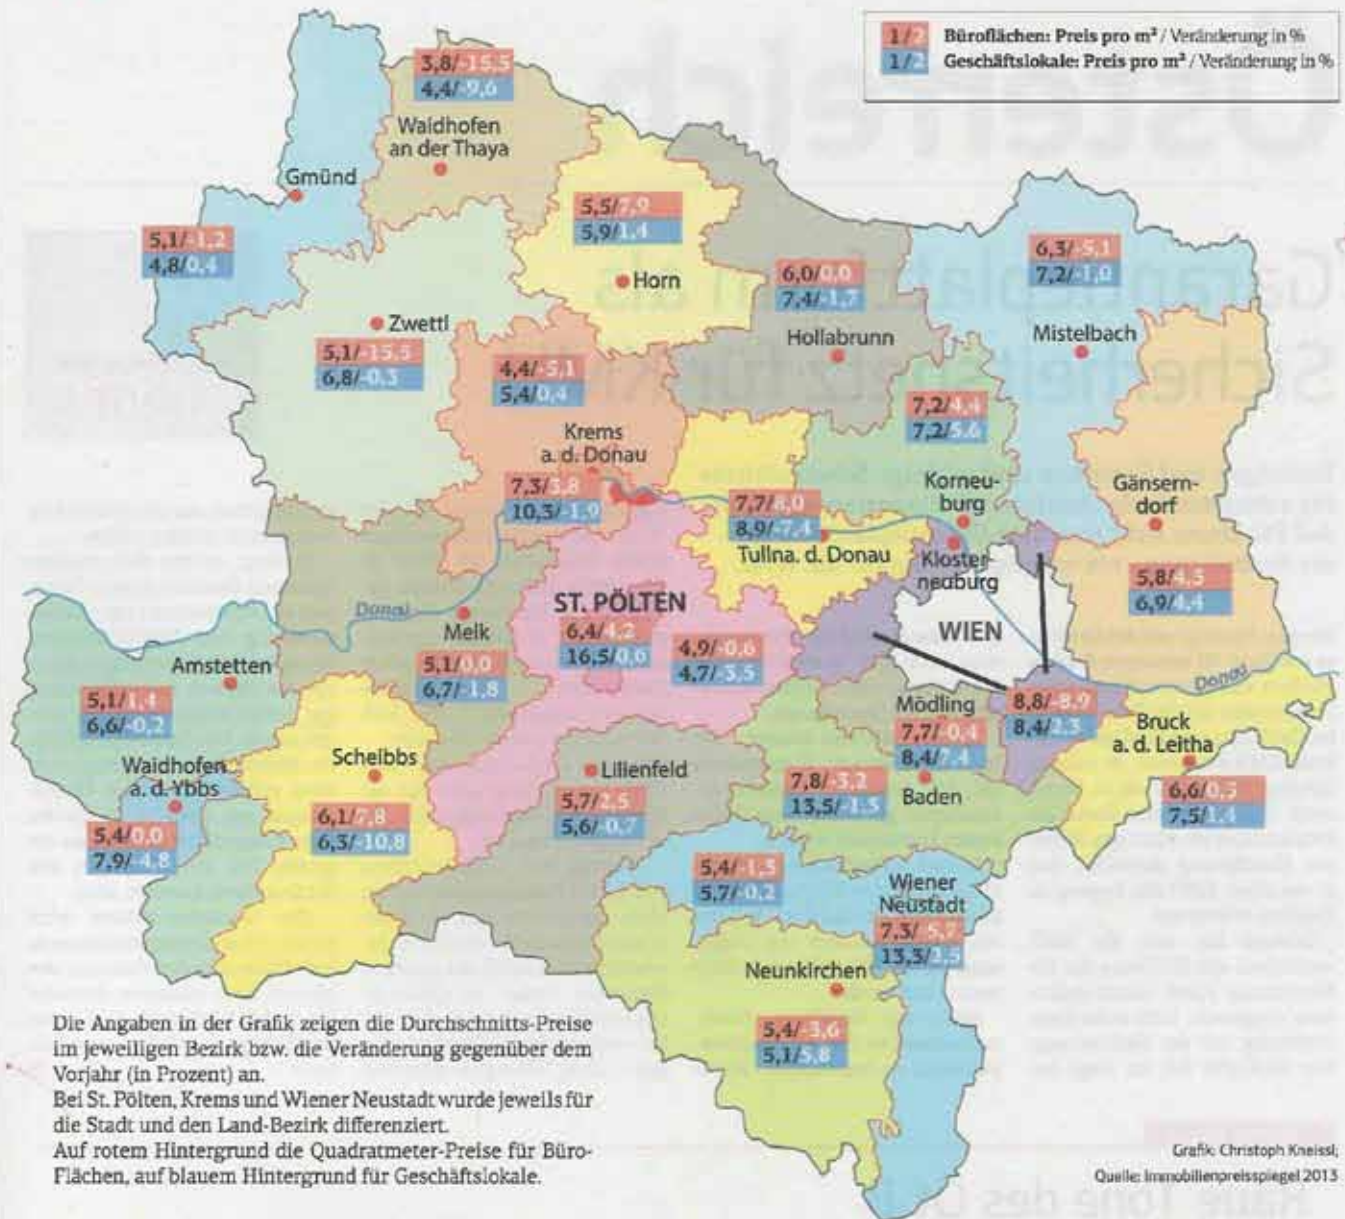 1/2 Büroflächen: Preis pro m² / Veränderung in %
1/2 Geschäftslokale: Preis pro m² / Veränderung in %
3,8/-15,5
4,4/-9,6
Waidhofen
an der Thaya
Gmünd
5,1/-1,2
4,8/0,4
5,5/7,9
5,9/1,4
Horn
6,0/0,0
7,4/-1,7
Hollabrunn
6,3/-5,1
7,2/-1,0
Mistelbach
Zwettl
5,1/-15,5
6,8/-0,3
4,4/-5,1
5,4/0,4
Krems
a. d. Donau
7,3/3,8
10,3/-1,9
7,2/4,4
7,2/5,6
Korneu-
burg
Gänsern-
dorf
5,8/4,5
6,9/4,4
7,7/8,0
8,9/-7,4
Tullna. d. Donau
Kloster-
neuburg
WIEN
Donau
ST. PÖLTEN
6,4/4,2
16,5/0,6
4,9/-0,6
4,7/-3,5
Melk
5,1/0,0
6,7/-1,8
Amstetten
5,1/1,4
6,6/-0,2
Waidhofen
a. d. Ybbs
5,4/0,0
7,9/-4,8
Scheibbs
6,1/7,8
6,3/-10,8
Lilienfeld
5,7/2,5
5,6/-0,7
Mödling
7,7/-0,4
8,4/7,4
8,8/-8,9
8,4/2,3
Donau
Bruck
a. d. Leitha
6,6/0,5
7,5/1,4
7,8/-3,2
13,5/-1,5
Baden
5,4/-1,5
5,7/-0,2
Wiener
Neustadt
7,3/-5,7
13,3/2,5
Neunkirchen
5,4/-3,6
5,1/5,8
Die Angaben in der Grafik zeigen die Durchschnitts-Preise
im jeweiligen Bezirk bzw. die Veränderung gegenüber dem
Vorjahr (in Prozent) an.
Bei St. Pölten, Krems und Wiener Neustadt wurde jeweils für
die Stadt und den Land-Bezirk differenziert.
Auf rotem Hintergrund die Quadratmeter-Preise für Büro-
Flächen, auf blauem Hintergrund für Geschäftslokale.
Grafik: Christoph Kneissl;
Quelle: Immobilienpreisspiegel 2013